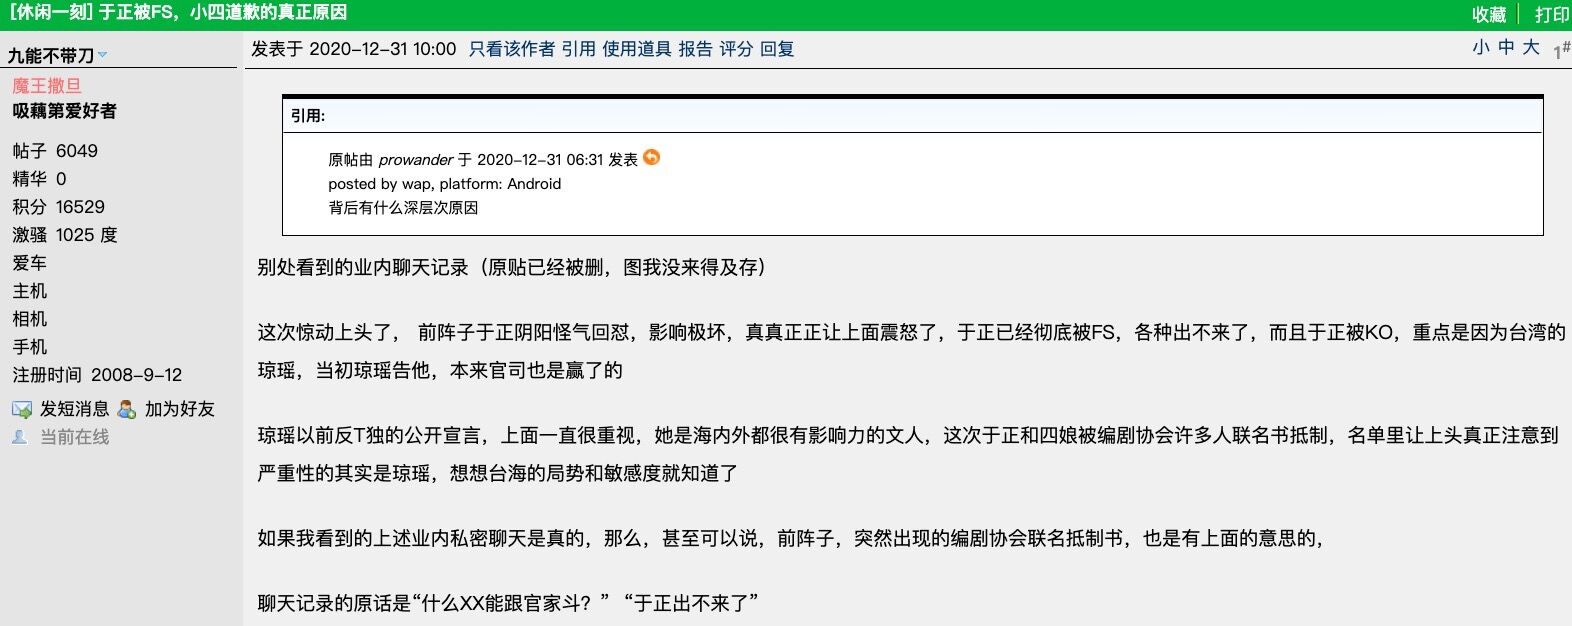 [休闲一刻] 于正被FS，小四道歉的真正原因
收藏 | 打印
九能不带刀
魔王撒旦
吸藕第爱好者
帖子 6049
精华 0
积分 16529
激骚 1025 度
爱车
主机
相机
手机
注册时间 2008-9-12
发短消息 加为好友
当前在线
发表于 2020-12-31 10:00 只看该作者 引用 使用道具 报告 评分 回复
小 中 大 1#
引用:
原帖由 prowander 于 2020-12-31 06:31 发表
posted by wap, platform: Android
背后有什么深层次原因
别处看到的业内聊天记录（原贴已经被删，图我没来得及存）
这次惊动上头了， 前阵子于正阴阳怪气回怼，影响极坏，真真正正让上面震怒了，于正已经彻底被FS，各种出不来了，而且于正被KO，重点是因为台湾的
琼瑶，当初琼瑶告他，本来官司也是赢了的
琼瑶以前反T独的公开宣言，上面一直很重视，她是海内外都很有影响力的文人，这次于正和四娘被编剧协会许多人联名书抵制，名单里让上头真正注意到
严重性的其实是琼瑶，想想台海的局势和敏感度就知道了
如果我看到的上述业内私密聊天是真的，那么，甚至可以说，前阵子，突然出现的编剧协会联名抵制书，也是有上面的意思的，
聊天记录的原话是“什么XX能跟官家斗？” “于正出不来了”